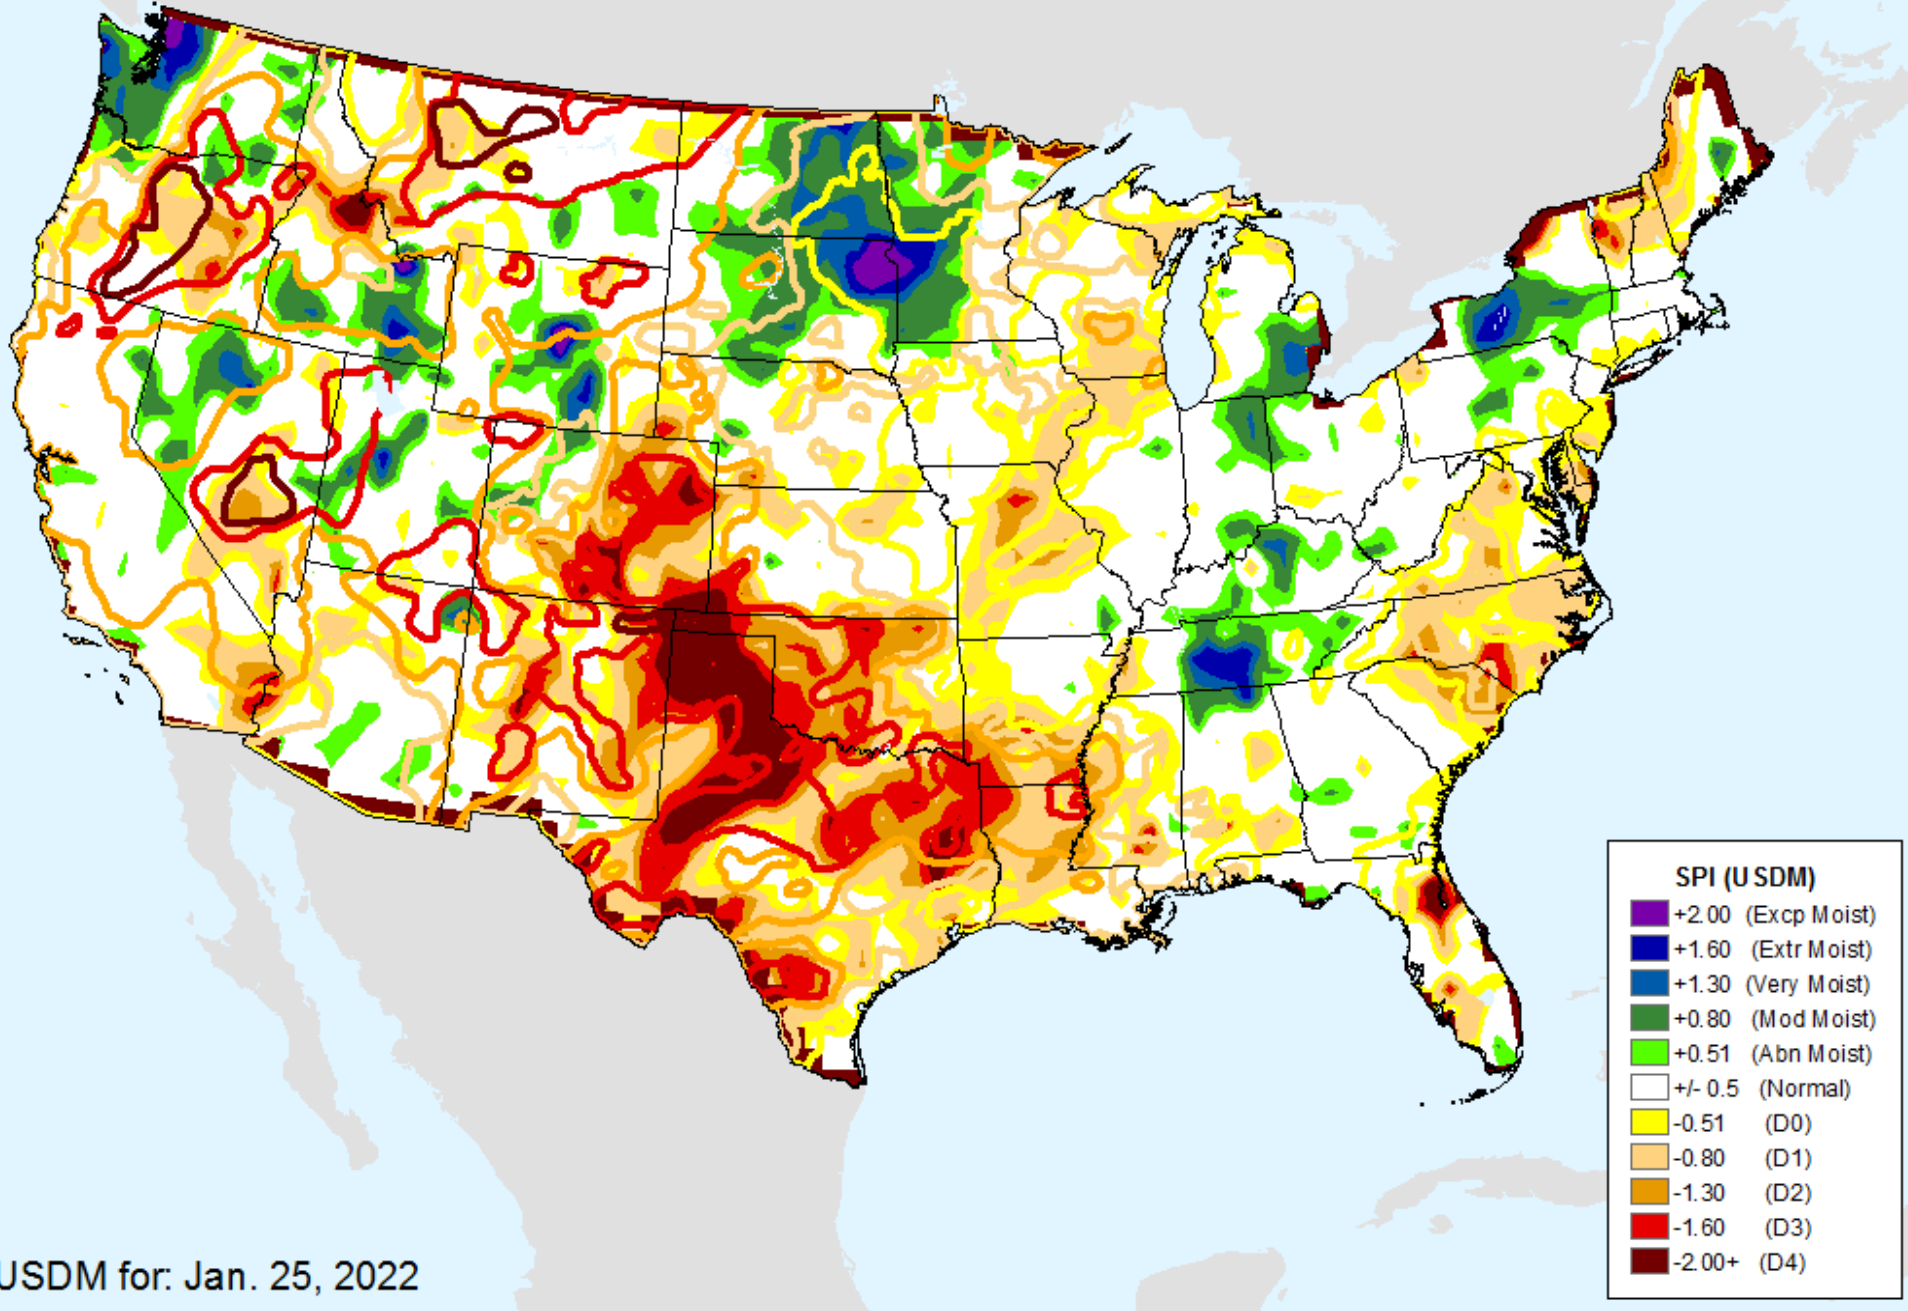 SPI (USDM)
+2.00 (Excp Moist)
+1.60 (Extr Moist)
+1.30 (Very Moist)
+0.80 (Mod Moist)
+0.51 (Abn Moist)
+/- 0.5 (Normal)
-0.51 (D0)
-0.80 (D1)
-1.30 (D2)
-1.60 (D3)
-2.00+ (D4)
USDM for: Jan. 25, 2022